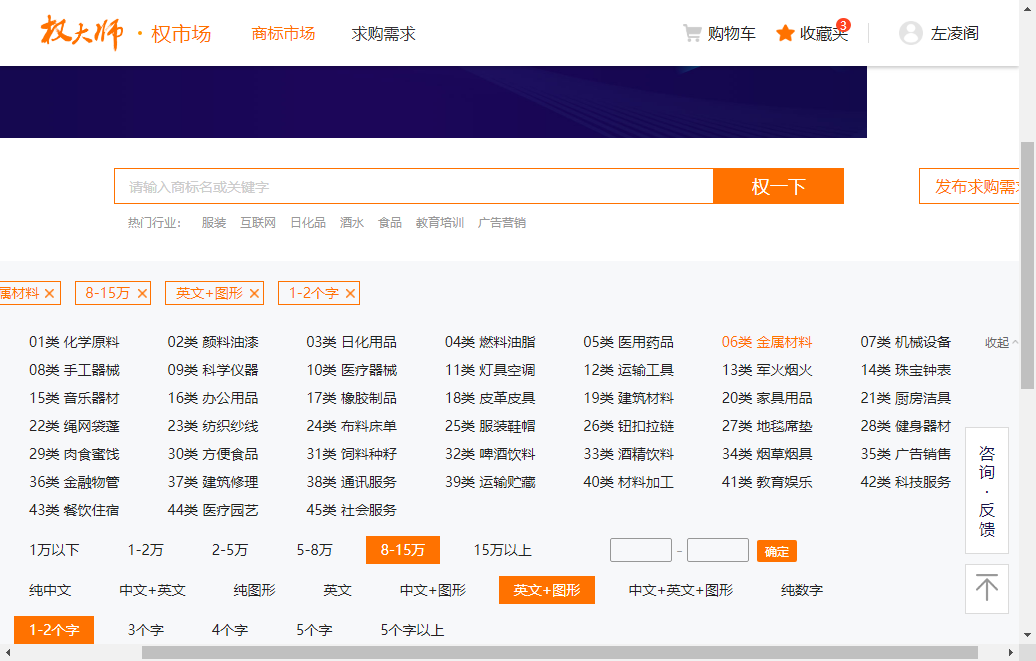 权大师 · 权市场 商标市场 求购需求 购物车 收藏夹 3 左凌阁
请输入商标名或关键字 权一下 发布求购需求
热门行业： 服装 互联网 日化品 酒水 食品 教育培训 广告营销
属材料 × 8-15万 × 英文+图形 × 1-2个字 ×
01类 化学原料 02类 颜料油漆 03类 日化用品 04类 燃料油脂 05类 医用药品 06类 金属材料 07类 机械设备 收起
08类 手工器械 09类 科学仪器 10类 医疗器械 11类 灯具空调 12类 运输工具 13类 军火烟火 14类 珠宝钟表
15类 音乐器材 16类 办公用品 17类 橡胶制品 18类 皮革皮具 19类 建筑材料 20类 家具用品 21类 厨房洁具
22类 绳网袋蓬 23类 纺织纱线 24类 布料床单 25类 服装鞋帽 26类 钮扣拉链 27类 地毯席垫 28类 健身器材
29类 肉食蜜饯 30类 方便食品 31类 饲料种籽 32类 啤酒饮料 33类 酒精饮料 34类 烟草烟具 35类 广告销售
36类 金融物管 37类 建筑修理 38类 通讯服务 39类 运输贮藏 40类 材料加工 41类 教育娱乐 42类 科技服务
43类 餐饮住宿 44类 医疗园艺 45类 社会服务
1万以下 1-2万 2-5万 5-8万 8-15万 15万以上 - 确定
纯中文 中文+英文 纯图形 英文 中文+图形 英文+图形 中文+英文+图形 纯数字
1-2个字 3个字 4个字 5个字 5个字以上
咨
询
·
反
馈